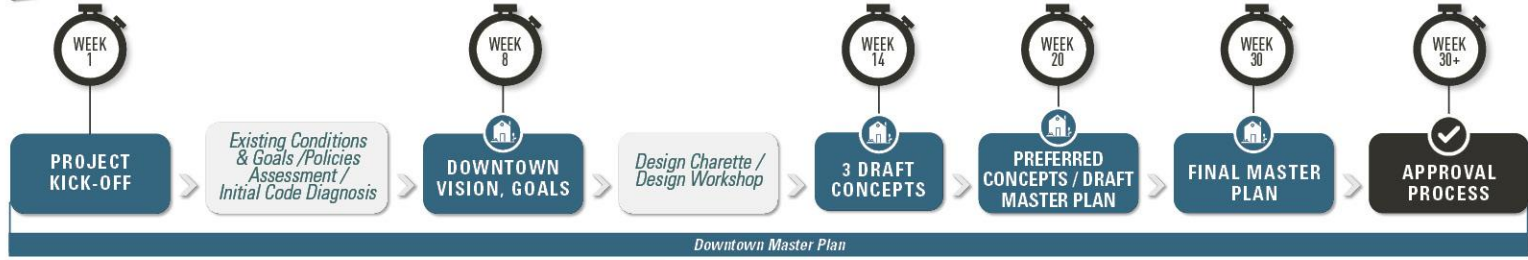 WEEK
1
WEEK
8
WEEK
14
WEEK
20
WEEK
30
WEEK
30+
PROJECT
KICK-OFF
Existing Conditions
& Goals /Policies
Assessment /
Initial Code Diagnosis
DOWNTOWN
VISION, GOALS
Design Charette /
Design Workshop
3 DRAFT
CONCEPTS
PREFERRED
CONCEPTS / DRAFT
MASTER PLAN
FINAL MASTER
PLAN
APPROVAL
PROCESS
Downtown Master Plan